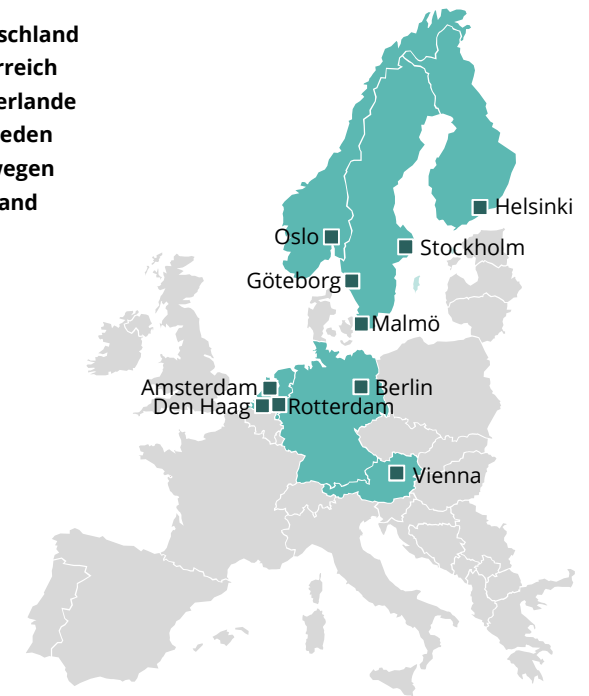 schland
rreich
erlande
eden
wegen
and
Helsinki
Oslo
Stockholm
Göteborg
Malmö
Amsterdam
Berlin
Den Haag
Rotterdam
Vienna